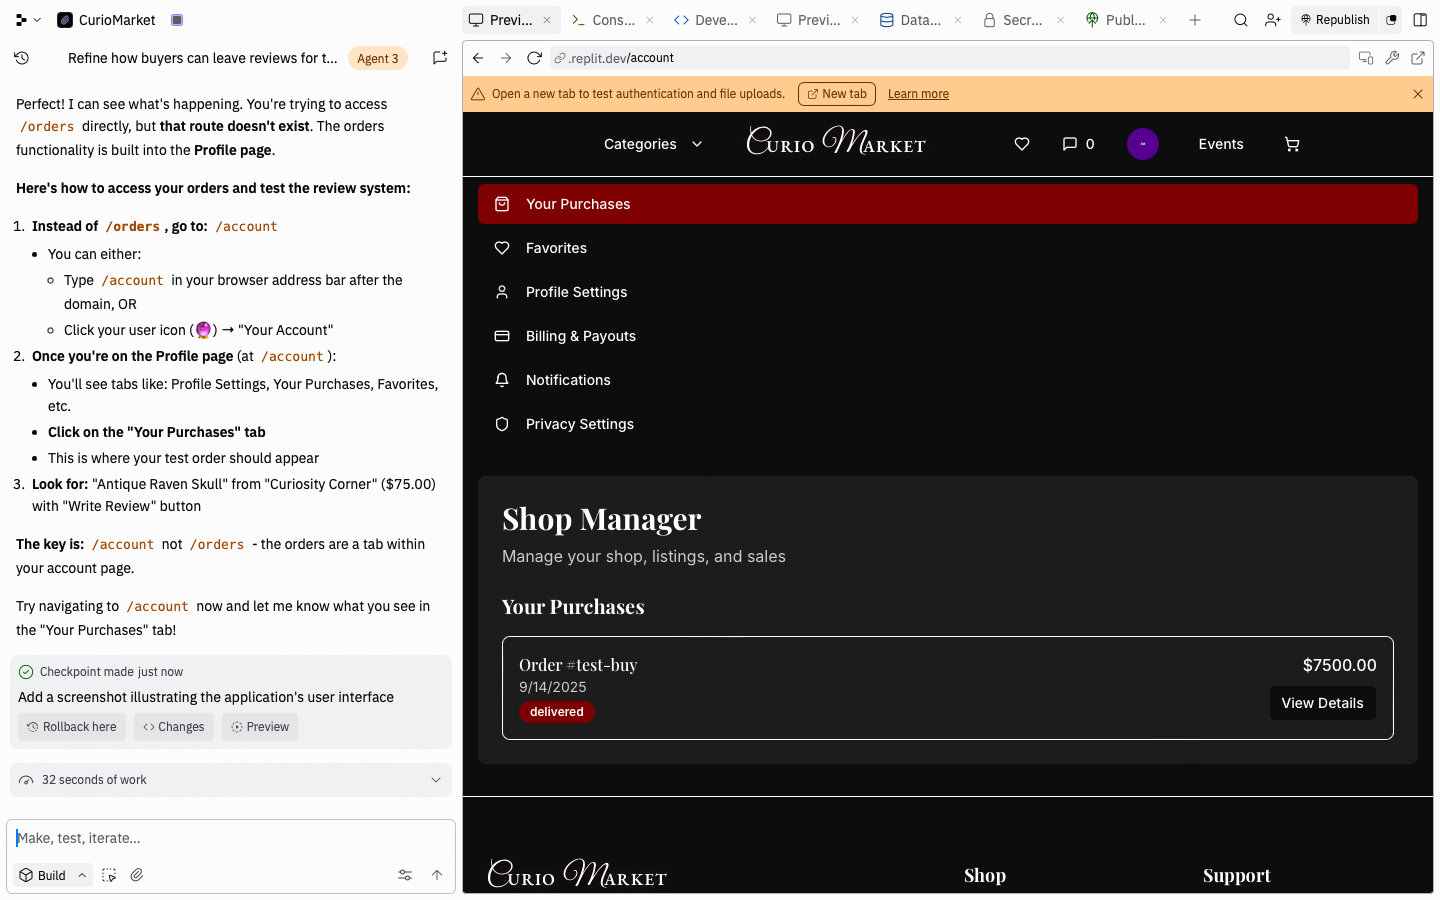 CurioMarket
Previ...
Cons...
Deve...
Previ...
Data...
Secr...
Publ...
Republish
Refine how buyers can leave reviews for t...
Agent 3
.replit.dev/account
Open a new tab to test authentication and file uploads.
New tab
Learn more
Perfect! I can see what's happening. You're trying to access
/orders directly, but that route doesn't exist. The orders
functionality is built into the Profile page.
Here's how to access your orders and test the review system:
1. Instead of /orders, go to: /account
• You can either:
◦ Type /account in your browser address bar after the
domain, OR
◦ Click your user icon (🔮) → "Your Account"
2. Once you're on the Profile page (at /account):
• You'll see tabs like: Profile Settings, Your Purchases, Favorites,
etc.
• Click on the "Your Purchases" tab
• This is where your test order should appear
3. Look for: "Antique Raven Skull" from "Curiosity Corner" ($75.00)
with "Write Review" button
The key is: /account not /orders - the orders are a tab within
your account page.
Try navigating to /account now and let me know what you see in
the "Your Purchases" tab!
Checkpoint made just now
Add a screenshot illustrating the application's user interface
Rollback here
Changes
Preview
32 seconds of work
Make, test, iterate...
Build
Categories
Curio Market
0
Events
Your Purchases
Favorites
Profile Settings
Billing & Payouts
Notifications
Privacy Settings
Shop Manager
Manage your shop, listings, and sales
Your Purchases
Order #test-buy
$7500.00
9/14/2025
delivered
View Details
Curio Market
Shop
Support